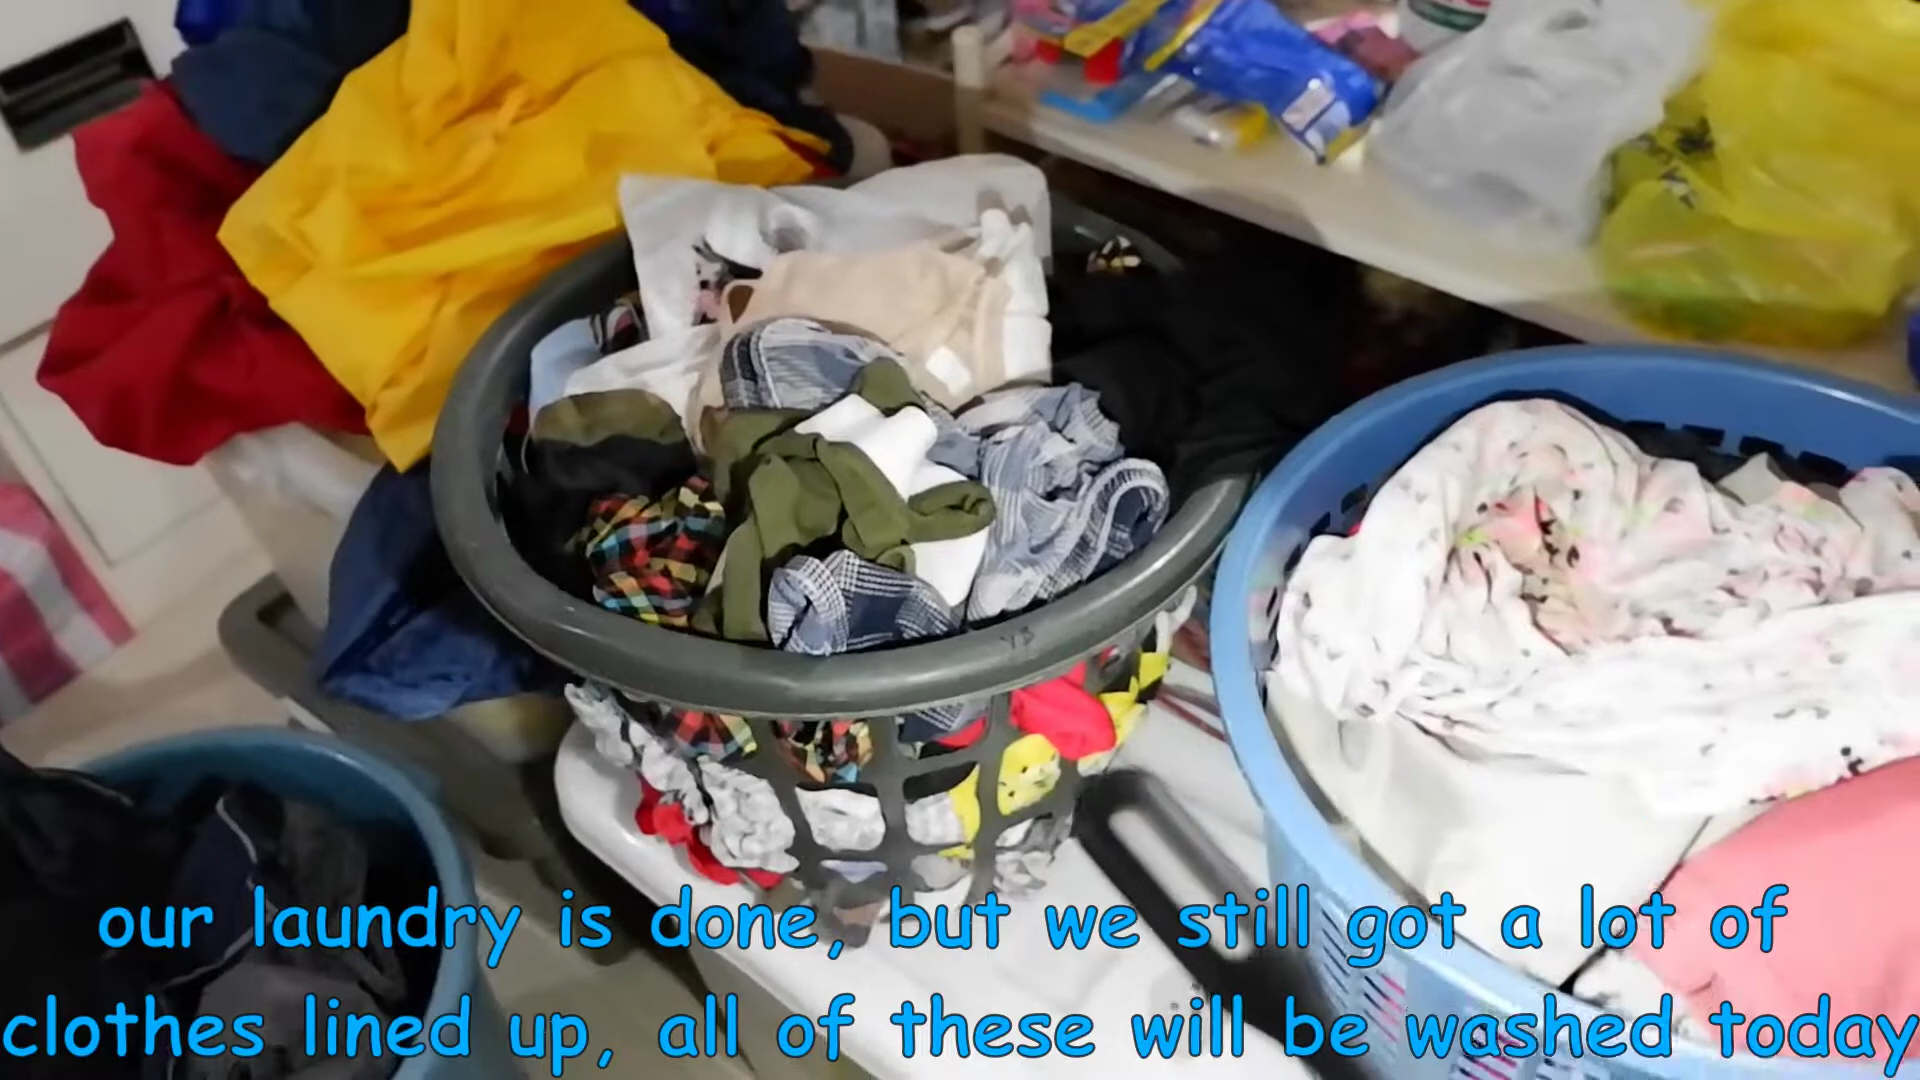 our laundry is done, but we still got a lot of
clothes lined up, all of these will be washed today